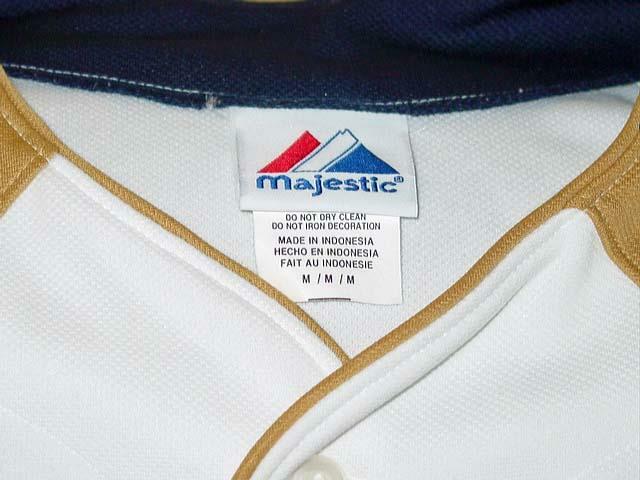 majestic®
DO NOT DRY CLEAN
DO NOT IRON DECORATION
MADE IN INDONESIA
HECHO EN INDONESIA
FAIT AU INDONESIE
M / M / M